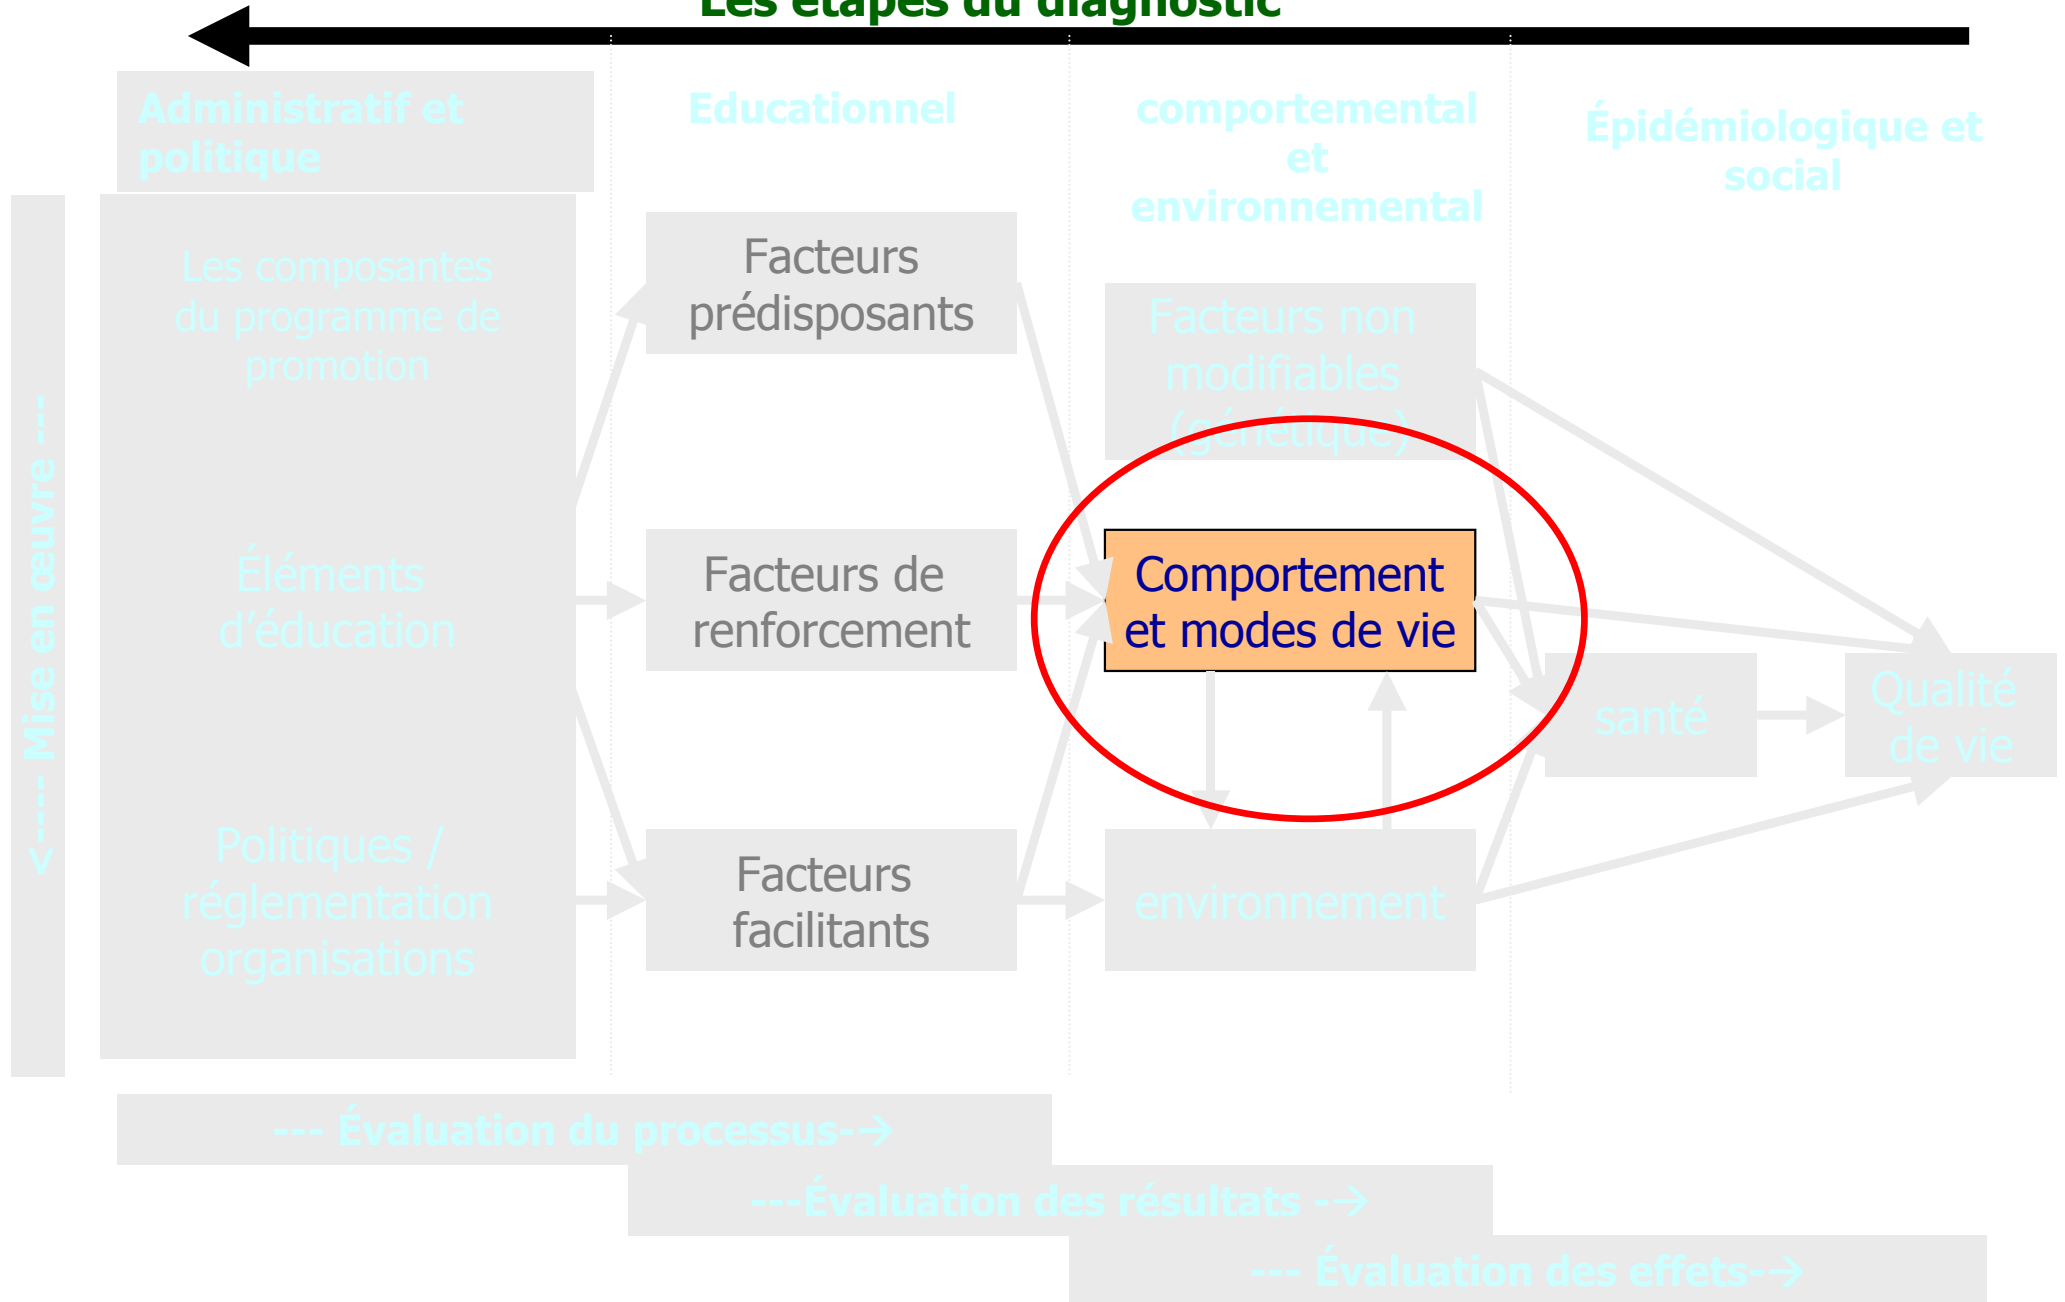 Les étapes du diagnostic
Administratif et
politique
Educationnel
comportemental
et
environnemental
Épidémiologique et
social
<----- Mise en œuvre ---
Les composantes
du programme de
promotion
Éléments
d’éducation
Politiques /
réglementation
organisations
Facteurs
prédisposants
Facteurs de
renforcement
Facteurs
facilitants
Facteurs non
modifiables
(génétique)
Comportement
et modes de vie
environnement
santé
Qualité
de vie
--- Évaluation du processus-→
---Évaluation des résultats -→
--- Évaluation des effets-→